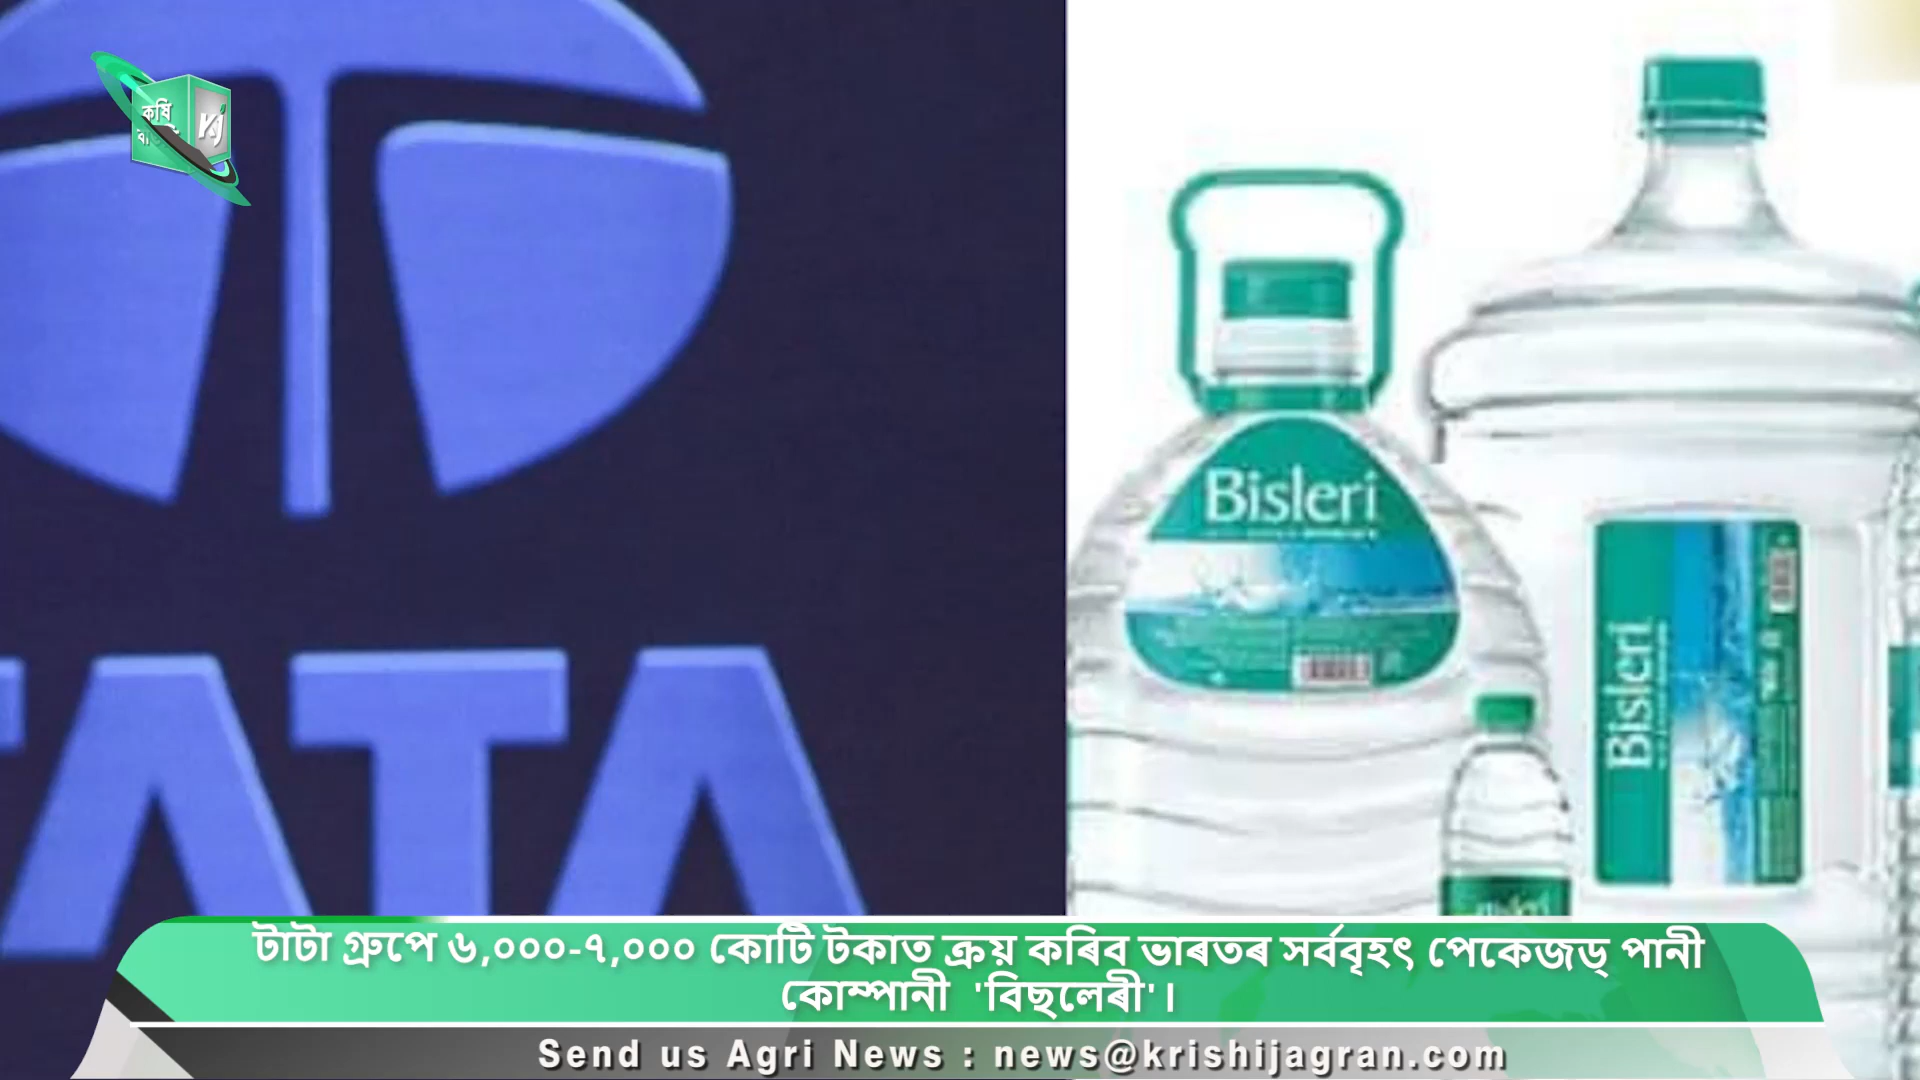 কৃষি
KJ
TATA
Bisleri
Bisleri
টাটা গ্ৰুপে ৬,০০০-৭,০০০ কোটি টকাত ক্ৰয় কৰিব ভাৰতৰ সৰ্ববৃহৎ পেকেজড্ পানী
কোম্পানী 'বিছলেৰী'।
Send us Agri News : news@krishijagran.com